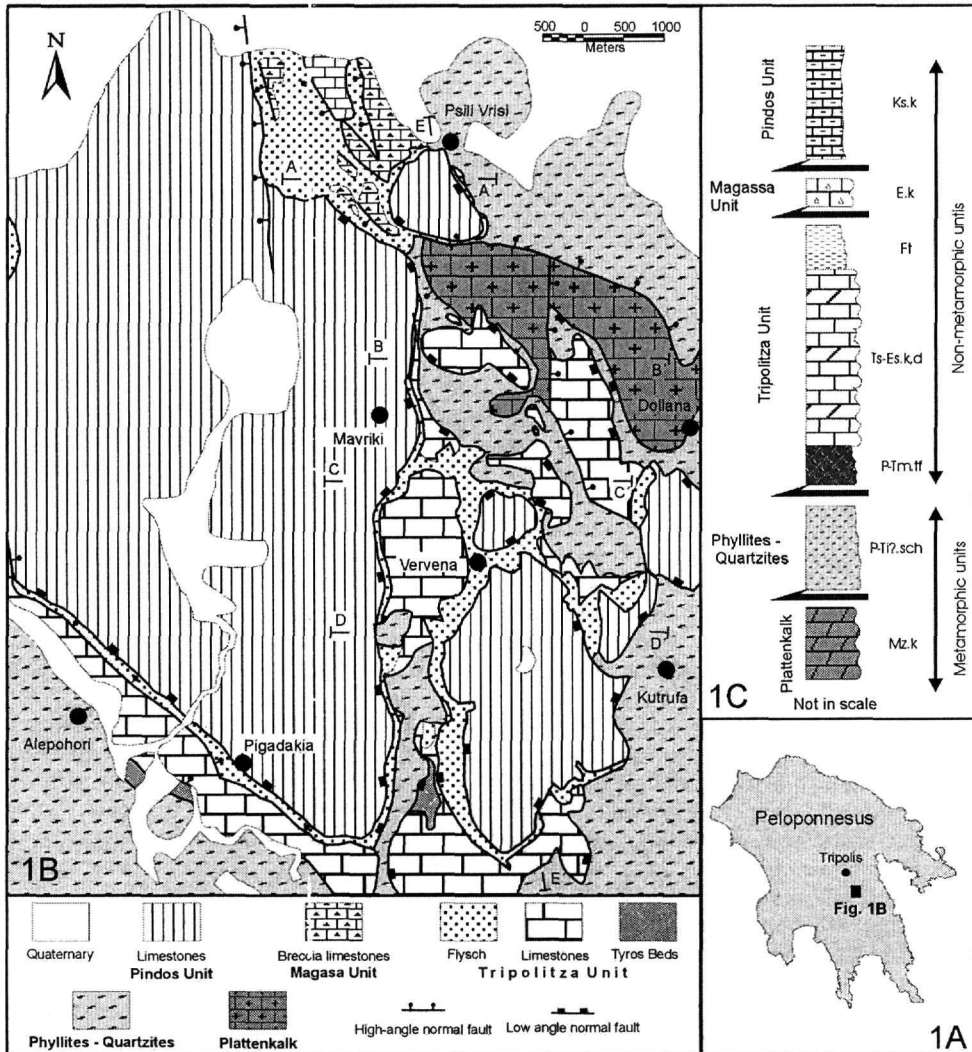 N
500 0 500 1000
Meters
Psili Vrisi
E
A
A
B
B
Doliana
Mavriki
C
C
Vervena
D
D
Kutrufa
Alepohori
Pigadakia
E
1B
Quaternary
Limestones
Pindos Unit
Breccia limestones
Magasa Unit
Flysch
Limestones
Tyros Beds
Tripolitza Unit
Phyllites - Quartzites
Plattenkalk
High-angle normal fault
Low angle normal fault
Pindos Unit
Ks.k
Magassa
Unit
E.k
Ft
Tripolitza Unit
Ts-Es.k,d
P-Tm.tf
Non-metamorphic untis
Phyllites -
Quartzites
P-Ti?.sch
Plattenkalk
Mz.k
Metamorphic units
Not in scale
1C
Peloponnesus
Tripolis
Fig. 1B
1A